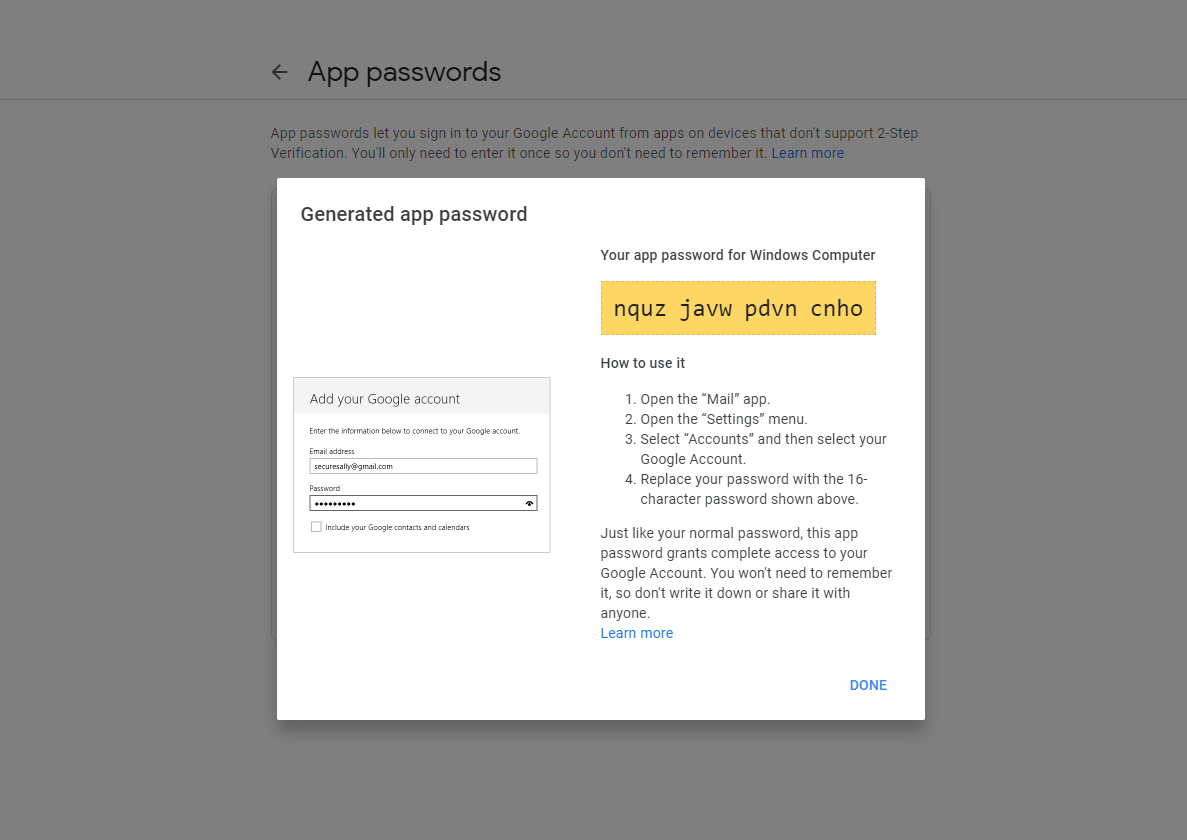 App passwords
App passwords let you sign in to your Google Account from apps on devices that don't support 2-Step
Verification. You'll only need to enter it once so you don't need to remember it. Learn more
Generated app password
Add your Google account
Enter the information below to connect to your Google account.
Email address
securesally@gmail.com
Password
•••••••••
Include your Google contacts and calendars
Your app password for Windows Computer
nquz javw pdvn cnho
How to use it
1. Open the “Mail” app.
2. Open the “Settings” menu.
3. Select “Accounts” and then select your
Google Account.
4. Replace your password with the 16-
character password shown above.
Just like your normal password, this app
password grants complete access to your
Google Account. You won't need to remember
it, so don't write it down or share it with
anyone.
Learn more
DONE